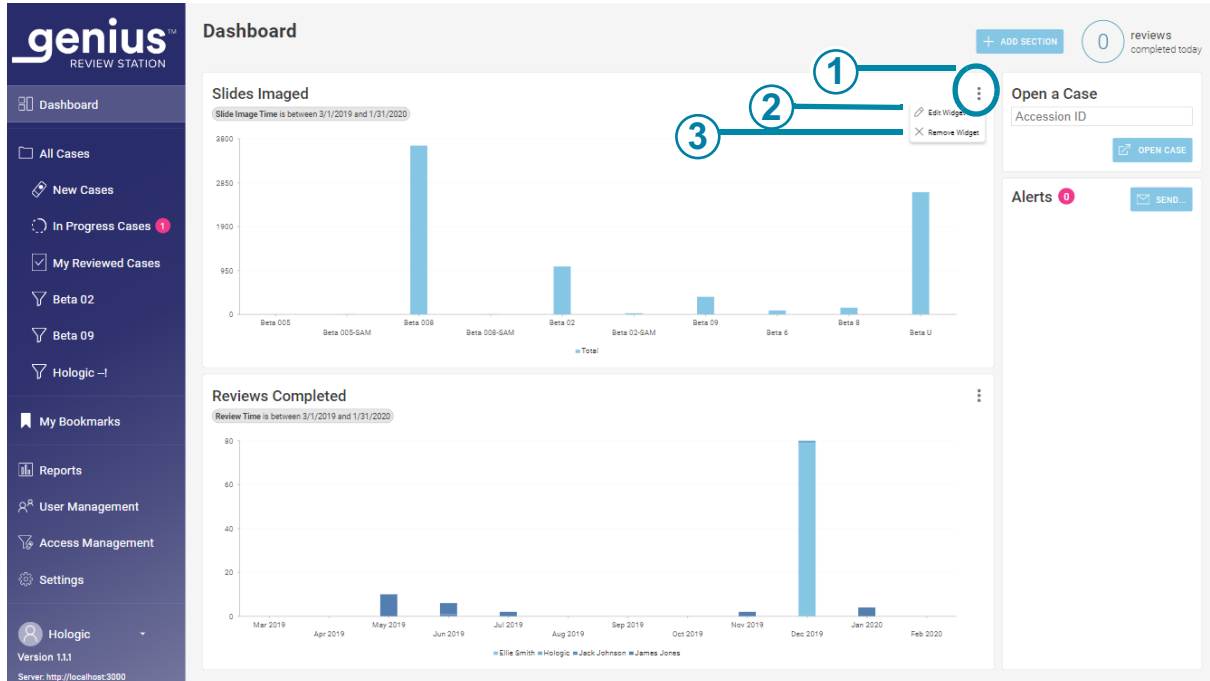 genius™
REVIEW STATION
Dashboard
All Cases
New Cases
In Progress Cases 1
My Reviewed Cases
Beta 02
Beta 09
Hologic --!
My Bookmarks
Reports
User Management
Access Management
Settings
Hologic
Version 1.1.1
Server: http://localhost:3000
Dashboard
+ ADD SECTION
0 reviews
completed today
1
2
3
Slides Imaged
Slide Image Time is between 3/1/2019 and 1/31/2020
Edit Widget
Remove Widget
3800
2850
1900
950
0
Beta 005
Beta 005-SAM
Beta 008
Beta 008-SAM
Beta 02
Beta 02-SAM
Beta 09
Beta 6
Beta 8
Beta U
Total
Reviews Completed
Review Time is between 3/1/2019 and 1/31/2020
80
60
40
20
0
Mar 2019
Apr 2019
May 2019
Jun 2019
Jul 2019
Aug 2019
Sep 2019
Oct 2019
Nov 2019
Dec 2019
Jan 2020
Feb 2020
Ellie Smith Hologic Jack Johnson James Jones
Open a Case
Accession ID
OPEN CASE
Alerts 0
SEND...